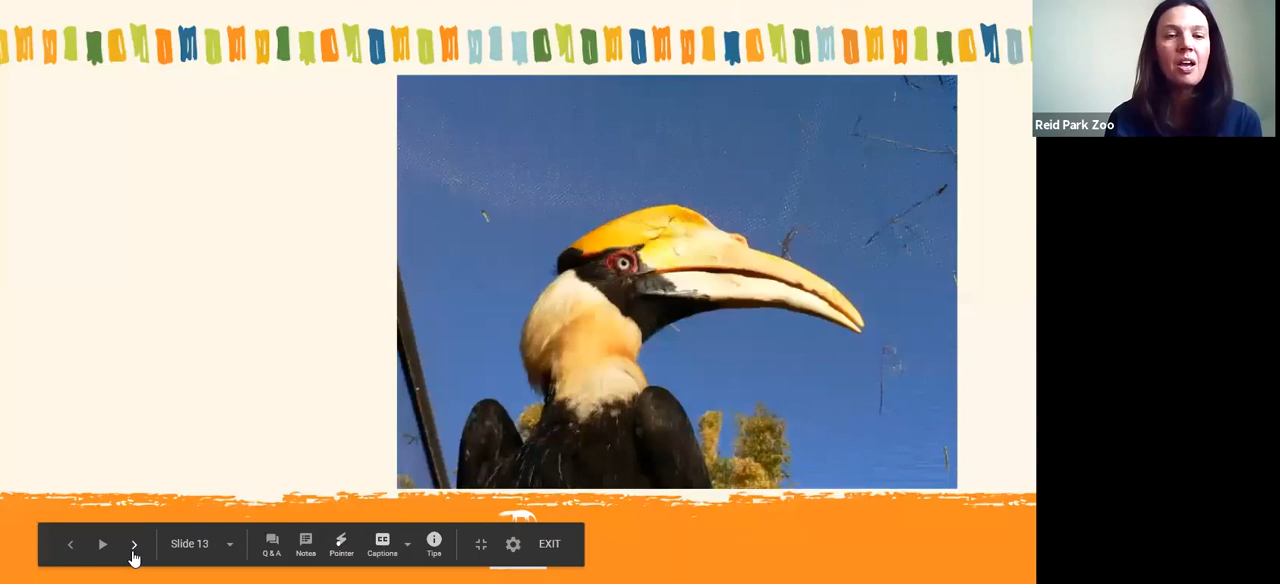 Reid Park Zoo
Slide 13
Q & A
Notes
Pointer
Captions
Tips
EXIT